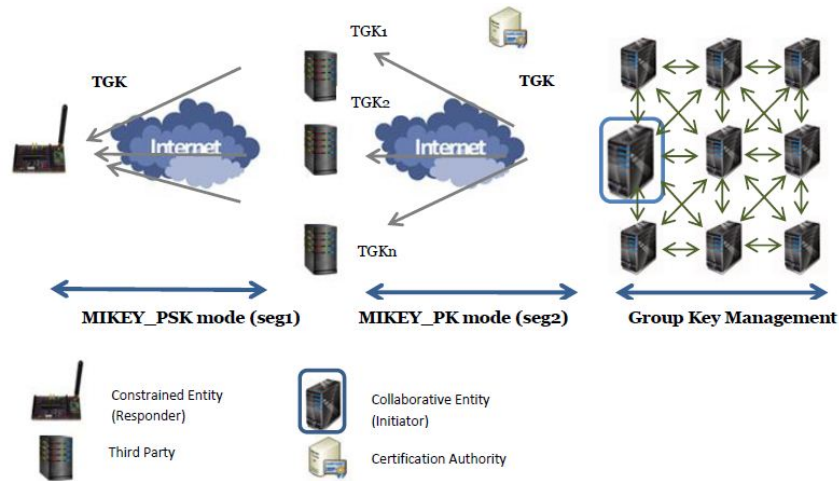 TGK1
TGK
TGK
TGK2
Internet
Internet
TGKn
MIKEY_PSK mode (seg1)
MIKEY_PK mode (seg2)
Group Key Management
Constrained Entity
(Responder)
Collaborative Entity
(Initiator)
Third Party
Certification Authority